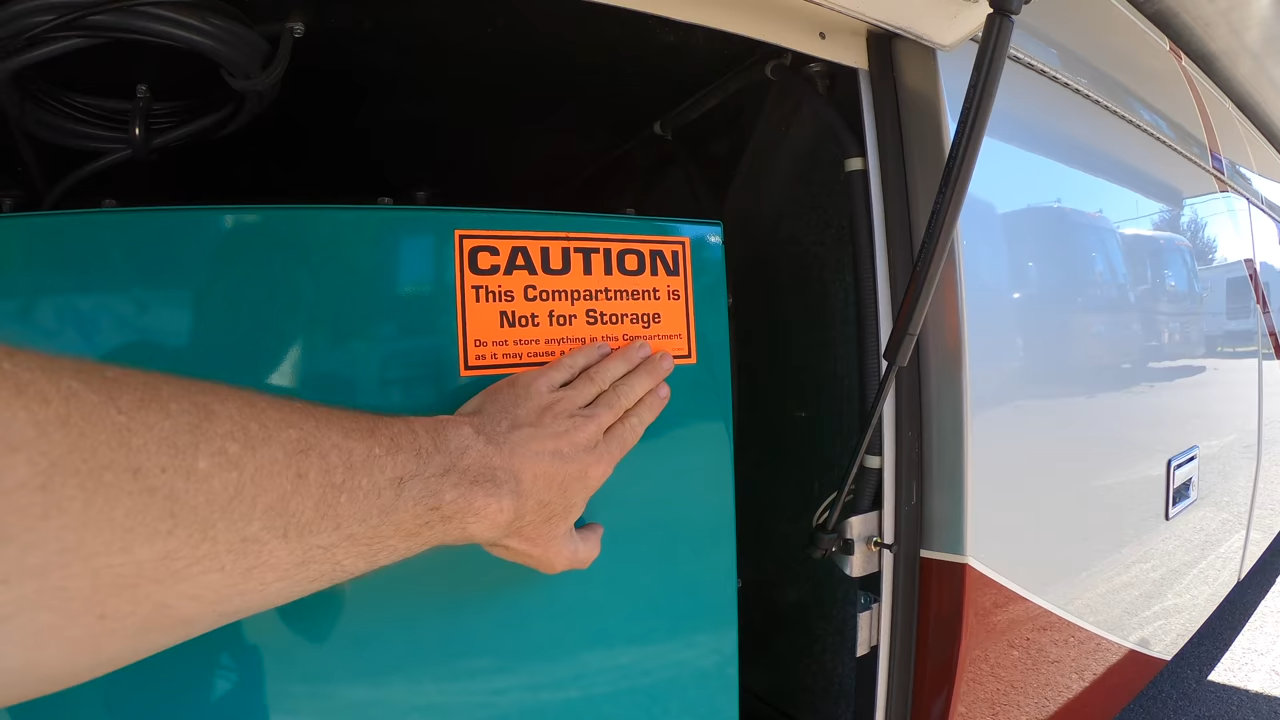 CAUTION
This Compartment is
Not for Storage
Do not store anything in this Compartment
as it may cause a